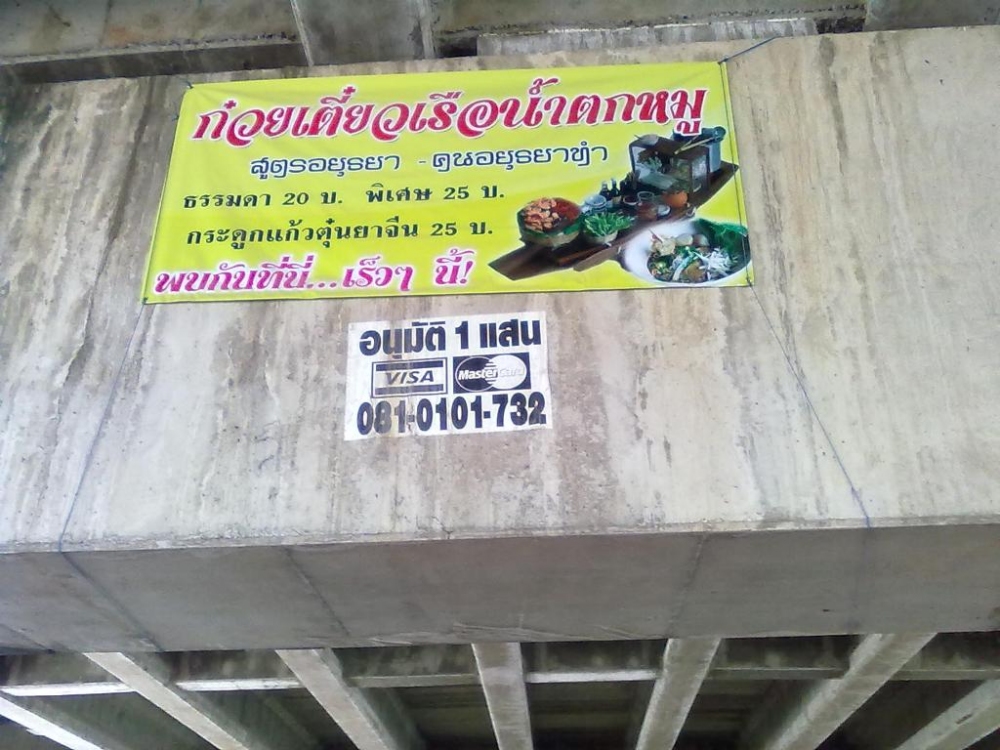 ก๋วยเตี๋ยวเรือน้ำตกหมู
สูตรอยุธยา - คนอยุธยาทำ
ธรรมดา 20 บ. พิเศษ 25 บ.
กระดูกแก้วตุ๋นยาจีน 25 บ.
พบกันที่นี่...เร็วๆ นี้!
อนุมัติ 1 แสน
VISA MasterCard
081-0101-732